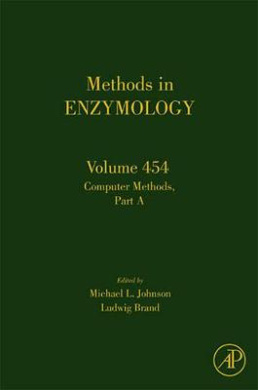 Methods in
ENZYMOLOGY
Volume 454
Computer Methods,
Part A
Edited by
Michael L. Johnson
Ludwig Brand
AP